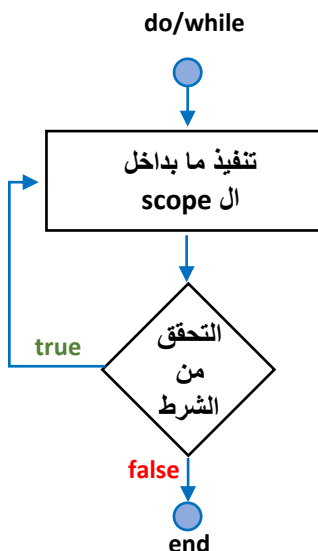 do/while
تنفيذ ما بداخل
ال scope
التحقق
من
الشرط
true
false
end